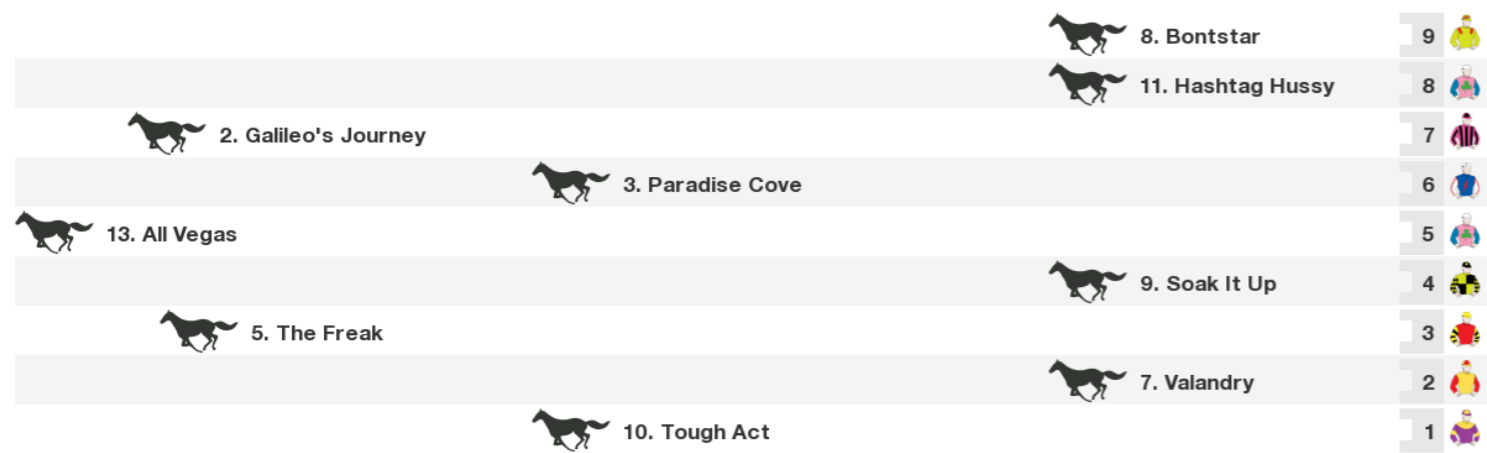 8. Bontstar 9
11. Hashtag Hussy 8
2. Galileo's Journey 7
3. Paradise Cove 6
13. All Vegas 5
9. Soak It Up 4
5. The Freak 3
7. Valandry 2
10. Tough Act 1